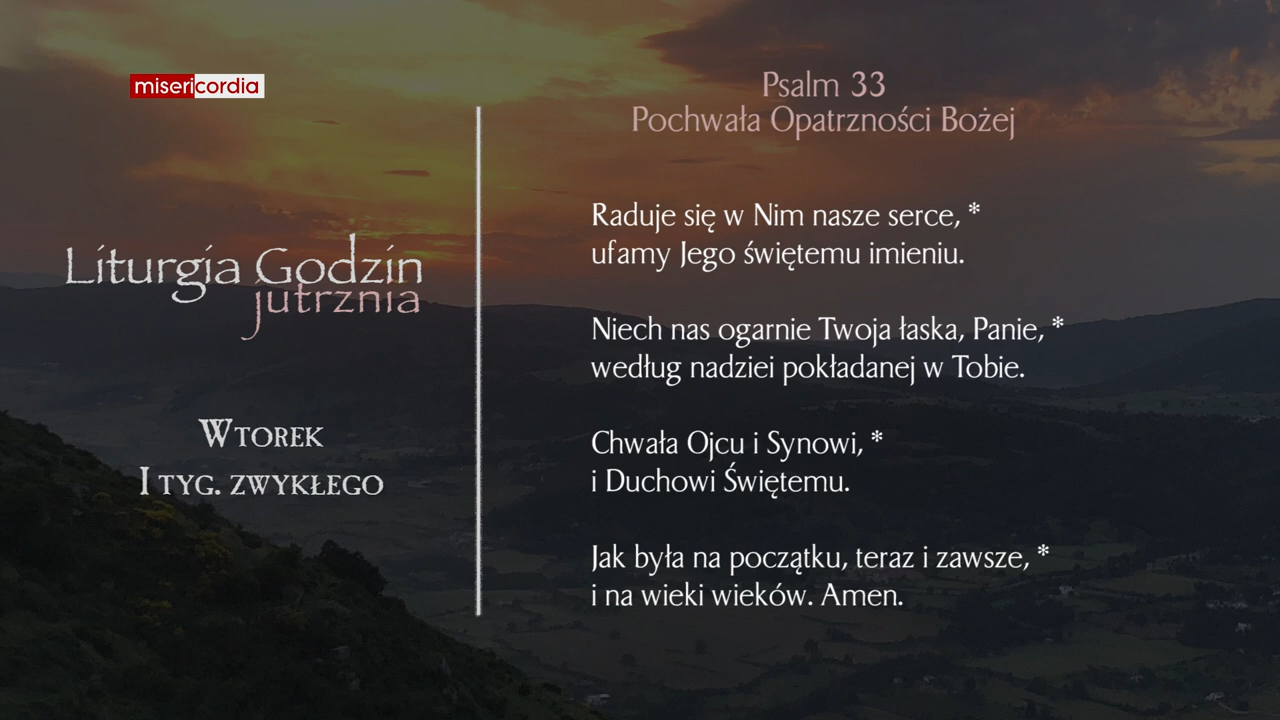 misericordia
Liturgia Godzin
jutrznia
Wtorek
I tyg. zwykłego
Psalm 33
Pochwała Opatrzności Bożej
Raduje się w Nim nasze serce, *
ufamy Jego świętemu imieniu.
Niech nas ogarnie Twoja łaska, Panie, *
według nadziei pokładanej w Tobie.
Chwała Ojcu i Synowi, *
i Duchowi Świętemu.
Jak była na początku, teraz i zawsze, *
i na wieki wieków. Amen.